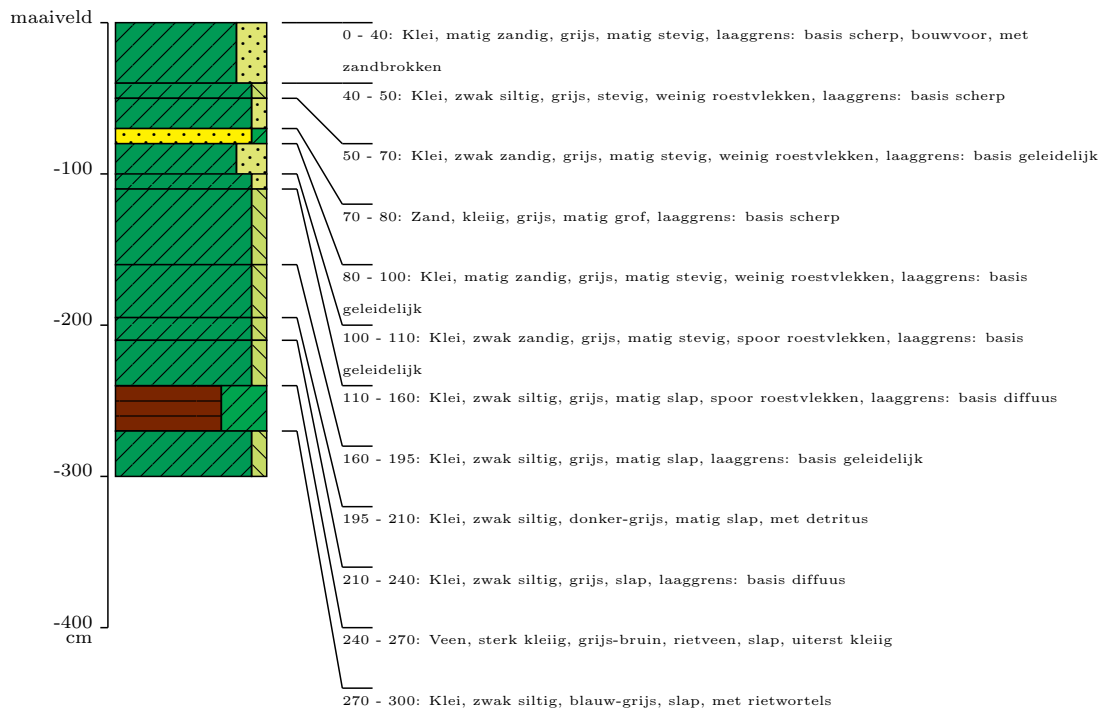 maaiveld
0 - 40: Klei, matig zandig, grijs, matig stevig, laaggrens: basis scherp, bouwvoor, met
zandbrokken
40 - 50: Klei, zwak siltig, grijs, stevig, weinig roestvlekken, laaggrens: basis scherp
50 - 70: Klei, zwak zandig, grijs, matig stevig, weinig roestvlekken, laaggrens: basis geleidelijk
-100
70 - 80: Zand, kleiig, grijs, matig grof, laaggrens: basis scherp
80 - 100: Klei, matig zandig, grijs, matig stevig, weinig roestvlekken, laaggrens: basis
geleidelijk
-200
100 - 110: Klei, zwak zandig, grijs, matig stevig, spoor roestvlekken, laaggrens: basis
geleidelijk
110 - 160: Klei, zwak siltig, grijs, matig slap, spoor roestvlekken, laaggrens: basis diffuus
160 - 195: Klei, zwak siltig, grijs, matig slap, laaggrens: basis geleidelijk
-300
195 - 210: Klei, zwak siltig, donker-grijs, matig slap, met detritus
210 - 240: Klei, zwak siltig, grijs, slap, laaggrens: basis diffuus
-400
cm
240 - 270: Veen, sterk kleiig, grijs-bruin, rietveen, slap, uiterst kleiig
270 - 300: Klei, zwak siltig, blauw-grijs, slap, met rietwortels